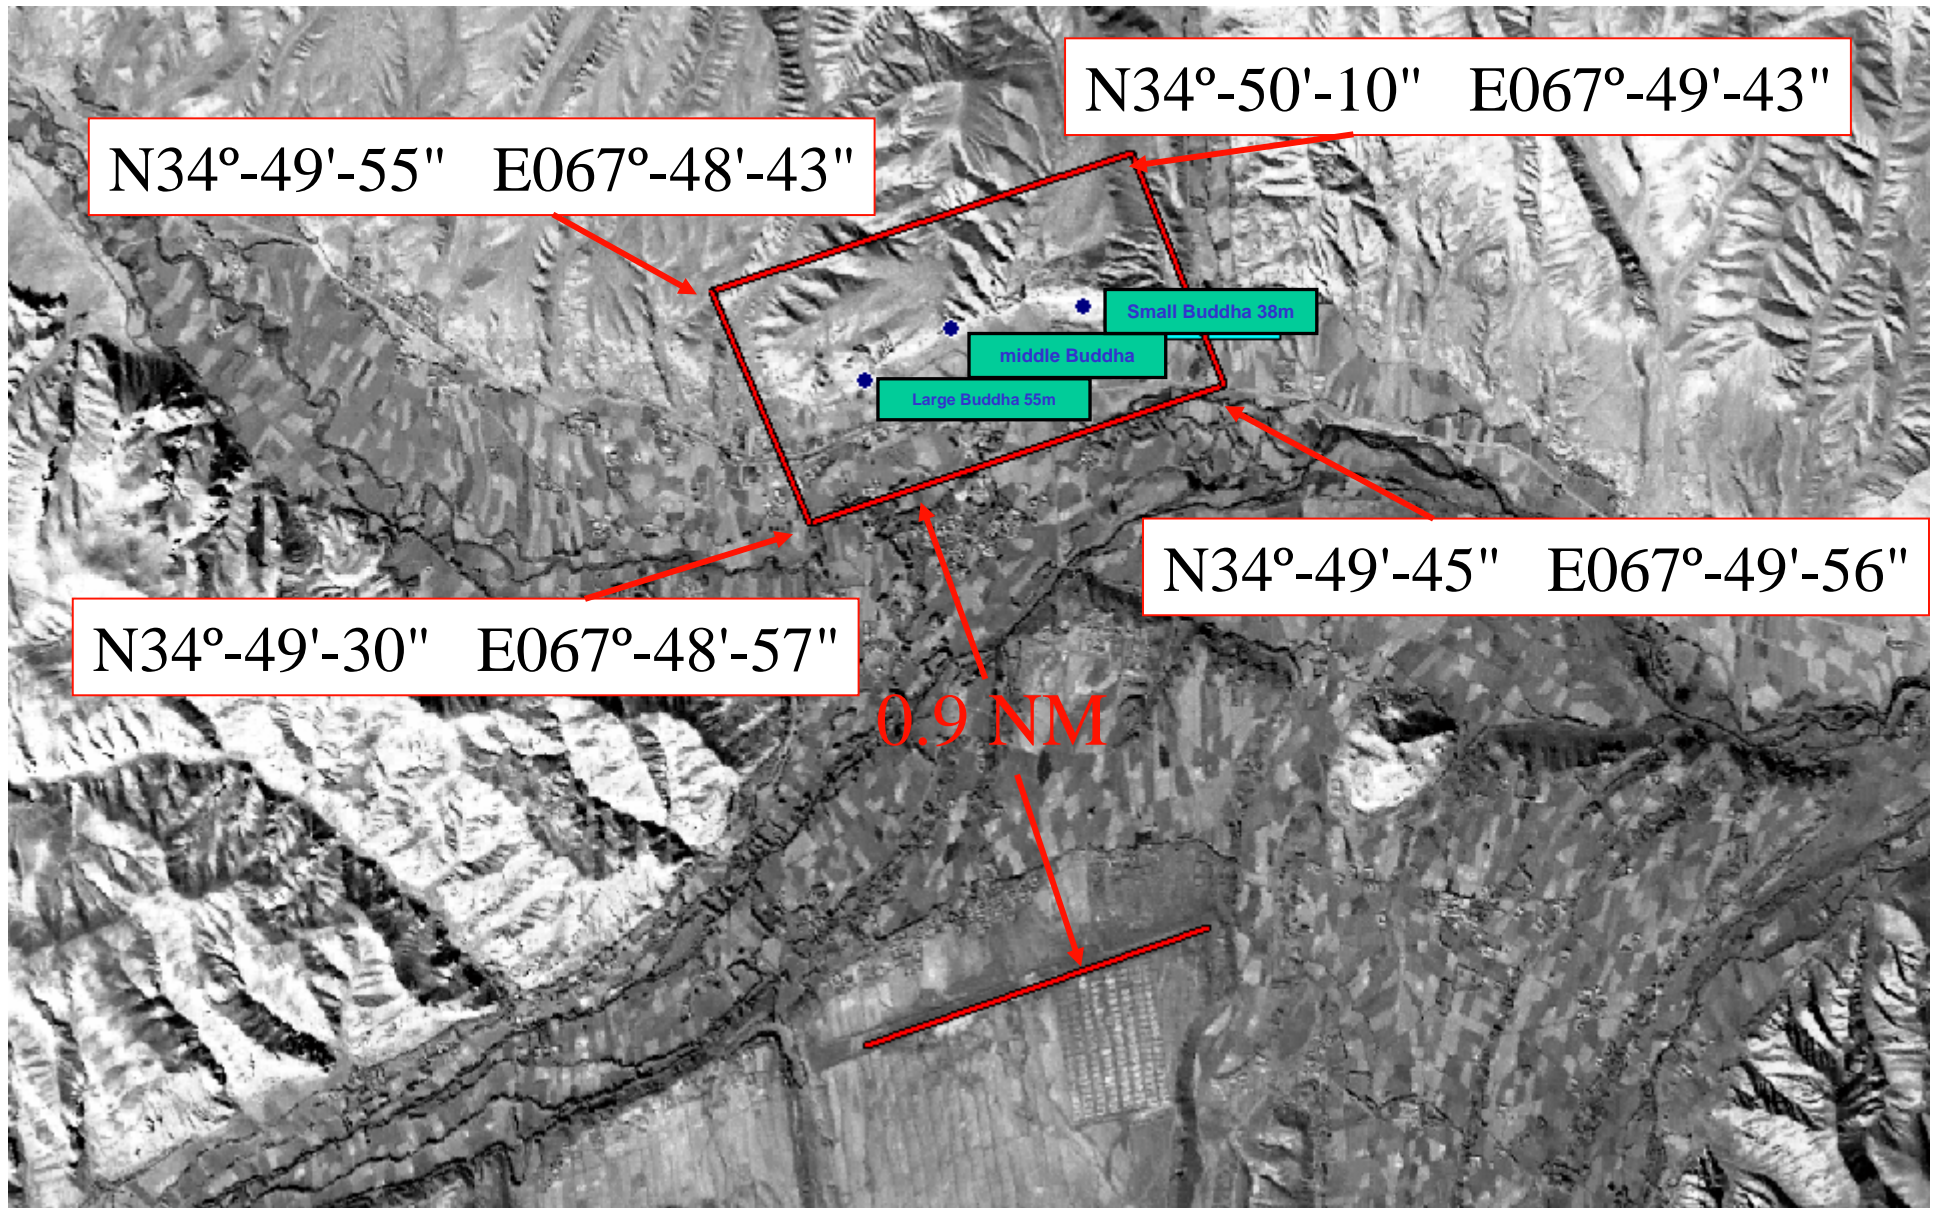 N34º-50'-10" E067º-49'-43"
N34º-49'-55" E067º-48'-43"
Small Buddha 38m
middle Buddha
Large Buddha 55m
N34º-49'-45" E067º-49'-56"
N34º-49'-30" E067º-48'-57"
0.9 NM